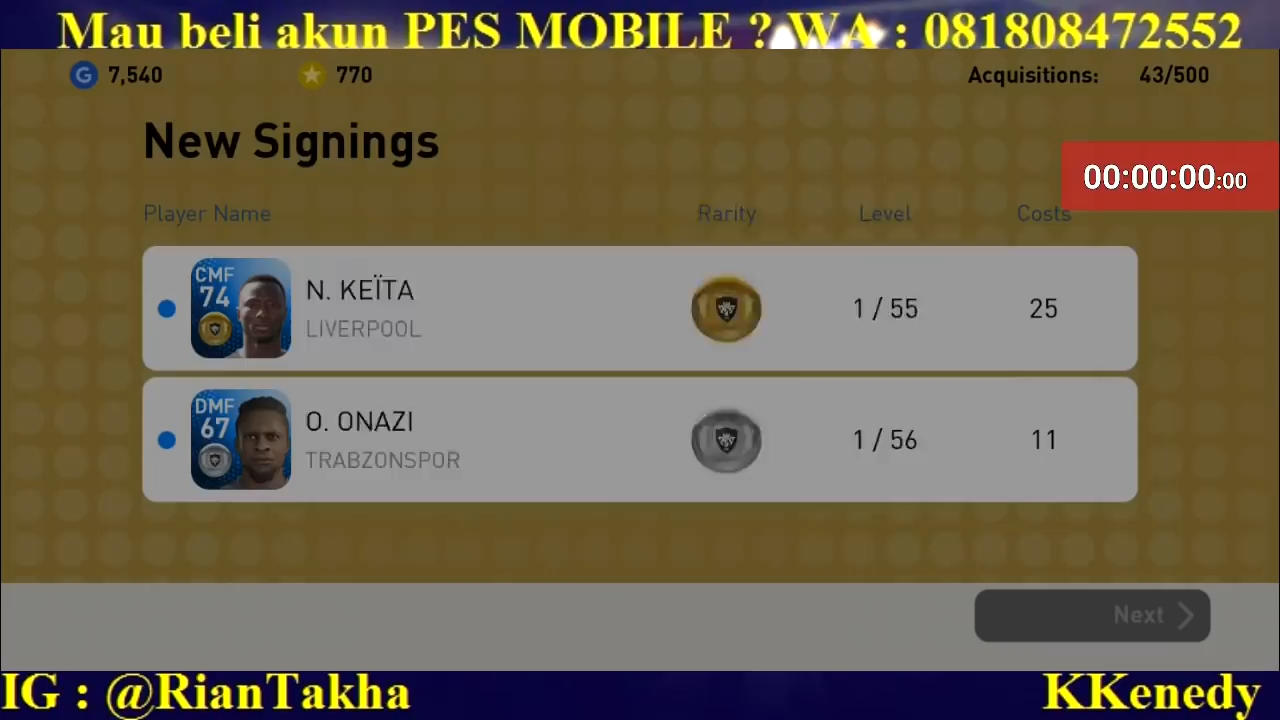 Mau beli akun PES MOBILE ? WA : 081808472552
G 7,540 770 Acquisitions: 43/500
New Signings
00:00:00:00
Player Name Rarity Level Costs
CMF
74
N. KEÏTA
LIVERPOOL
1 / 55 25
DMF
67
O. ONAZI
TRABZONSPOR
1 / 56 11
Next
IG : @RianTakha KKenedy